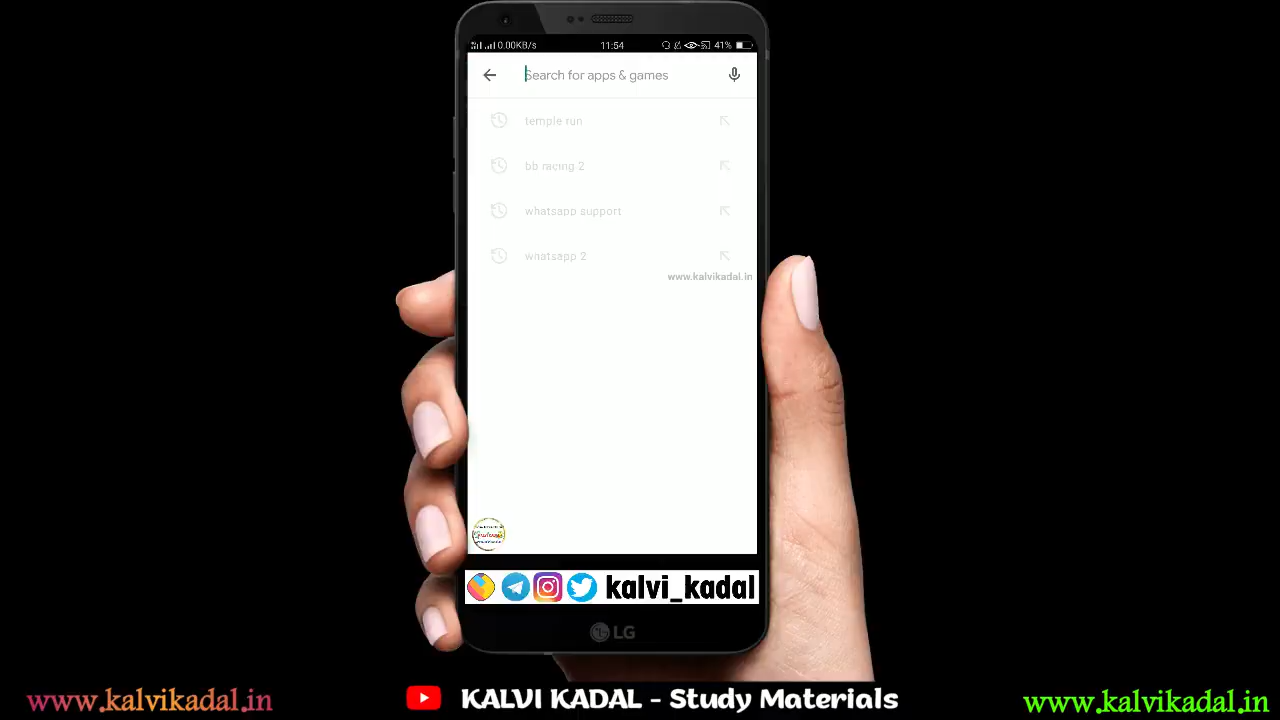 0.00KB/s 11:54 41%
Search for apps & games
temple run
bb racing 2
whatsapp support
whatsapp 2
www.kalvikadal.in
kalvi_kadal
LG
www.kalvikadal.in
KALVI KADAL - Study Materials
www.kalvikadal.in